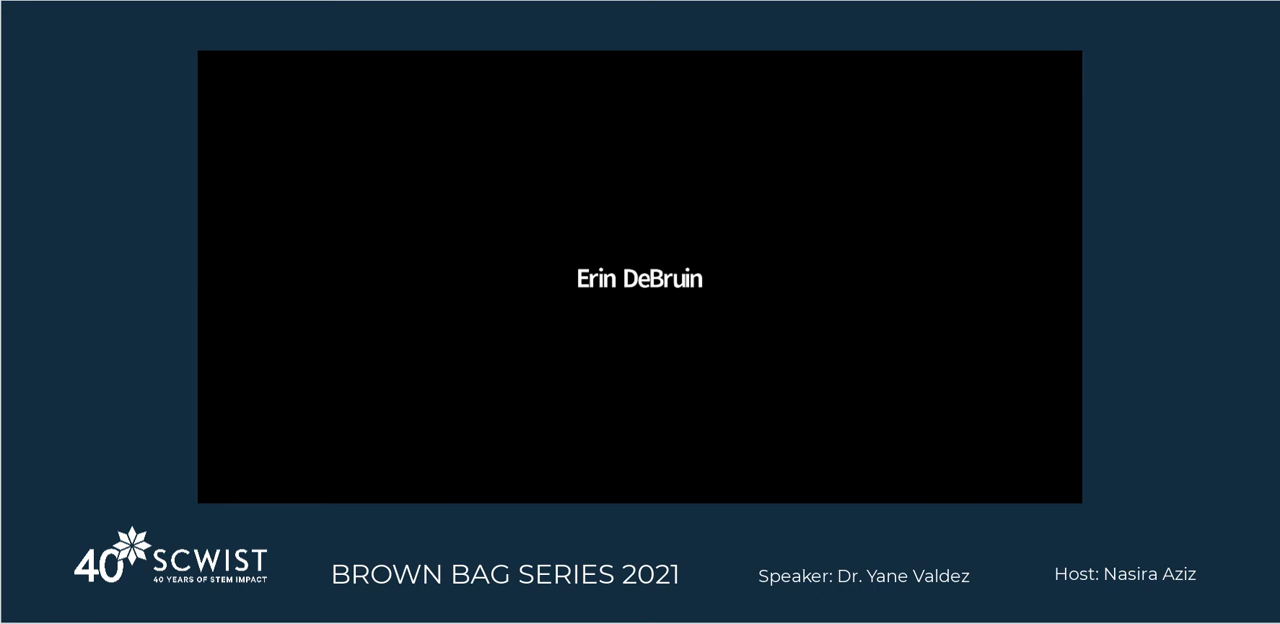 Erin DeBruin
40 SCWIST
40 YEARS OF STEM IMPACT
BROWN BAG SERIES 2021
Speaker: Dr. Yane Valdez
Host: Nasira Aziz